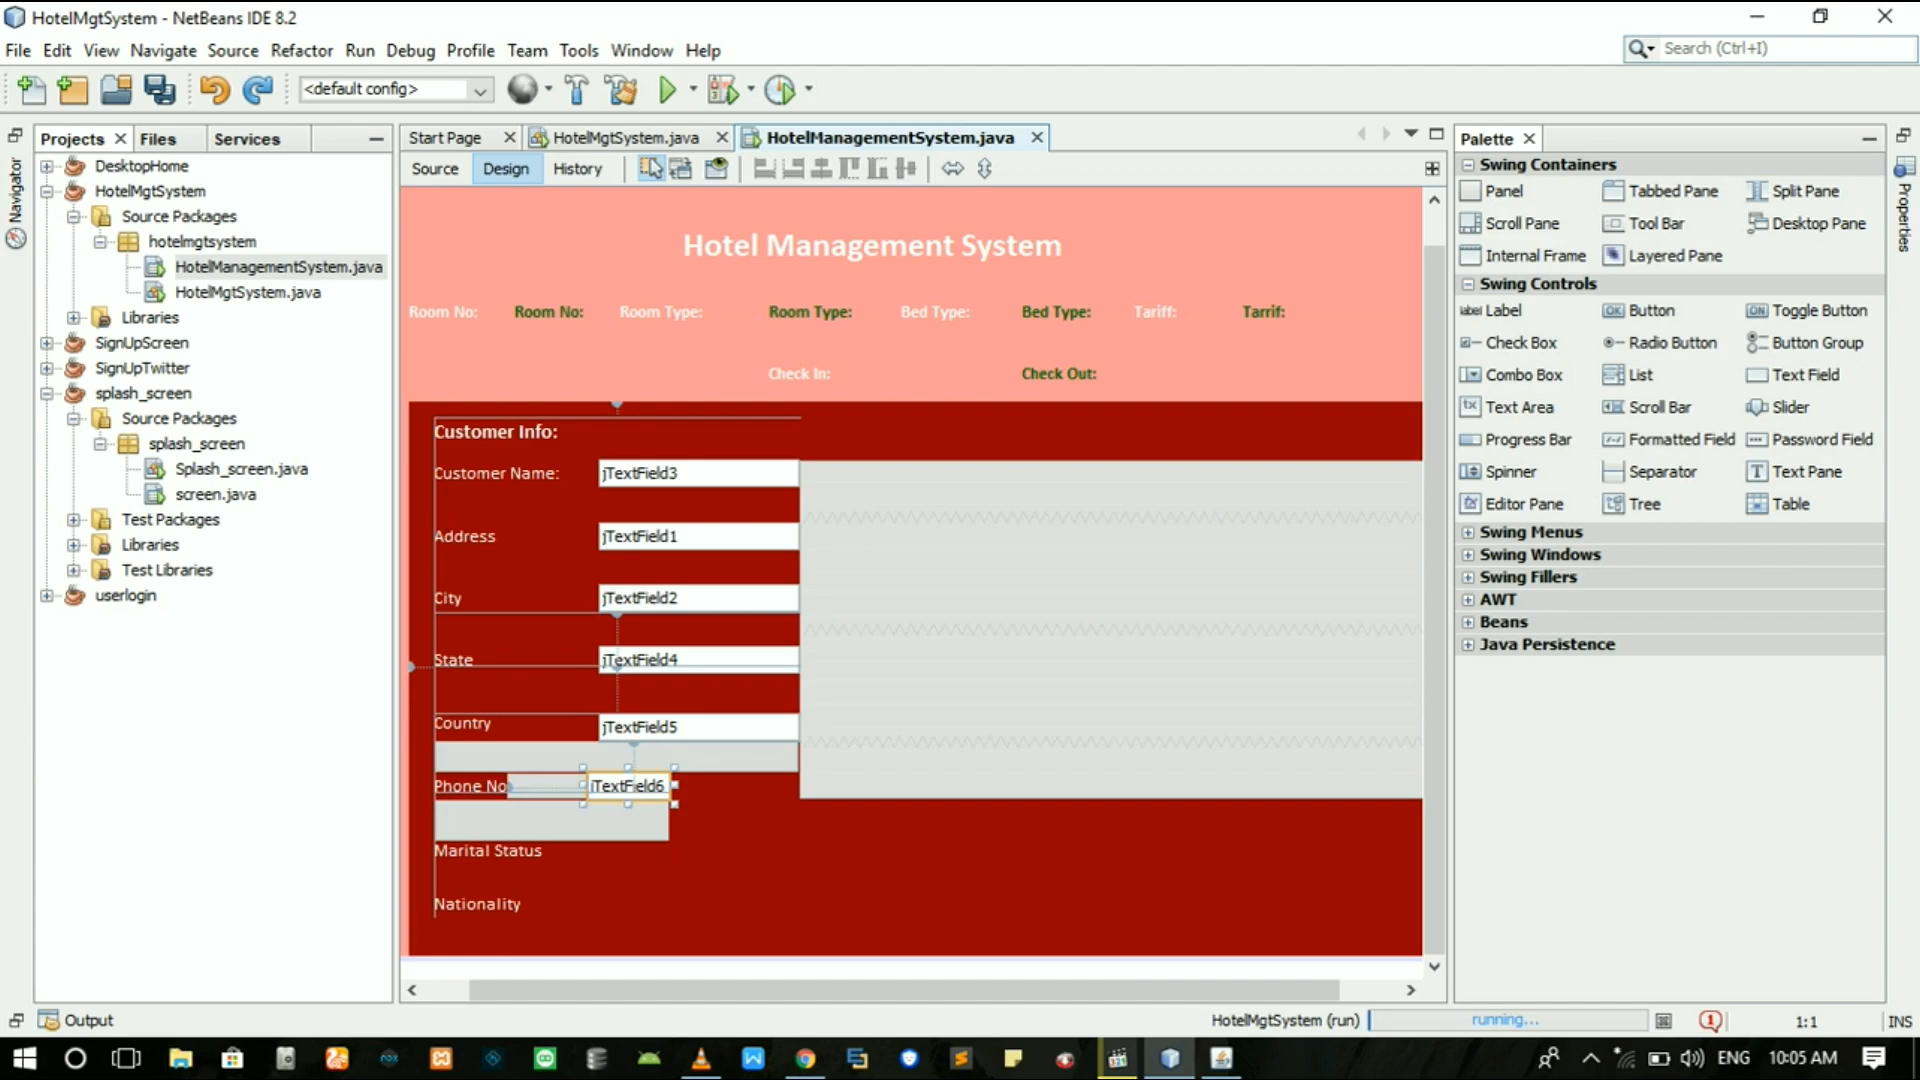 HotelMgtSystem - NetBeans IDE 8.2
File Edit View Navigate Source Refactor Run Debug Profile Team Tools Window Help
Search (Ctrl+I)
<default config>
Projects Files Services
Start Page HotelMgtSystem.java HotelManagementSystem.java
Palette
Source Design History
Navigator
Properties
DesktopHome
HotelMgtSystem
Source Packages
hotelmgtsystem
HotelManagementSystem.java
HotelMgtSystem.java
Libraries
SignUpScreen
SignUpTwitter
splash_screen
Source Packages
splash_screen
Splash_screen.java
screen.java
Test Packages
Libraries
Test Libraries
userlogin
Hotel Management System
Room No: Room No: Room Type: Room Type: Bed Type: Bed Type: Tariff: Tarrif:
Check In: Check Out:
Customer Info:
Customer Name: jTextField3
Address jTextField1
City jTextField2
State jTextField4
Country jTextField5
Phone No jTextField6
Marital Status
Nationality
Swing Containers
Panel Tabbed Pane Split Pane
Scroll Pane Tool Bar Desktop Pane
Internal Frame Layered Pane
Swing Controls
label Label OK Button ON Toggle Button
Check Box Radio Button Button Group
Combo Box List Text Field
Text Area Scroll Bar Slider
Progress Bar Formatted Field Password Field
Spinner Separator Text Pane
Editor Pane Tree Table
Swing Menus
Swing Windows
Swing Fillers
AWT
Beans
Java Persistence
Output
HotelMgtSystem (run) running... 1 1:1 INS
ENG 10:05 AM